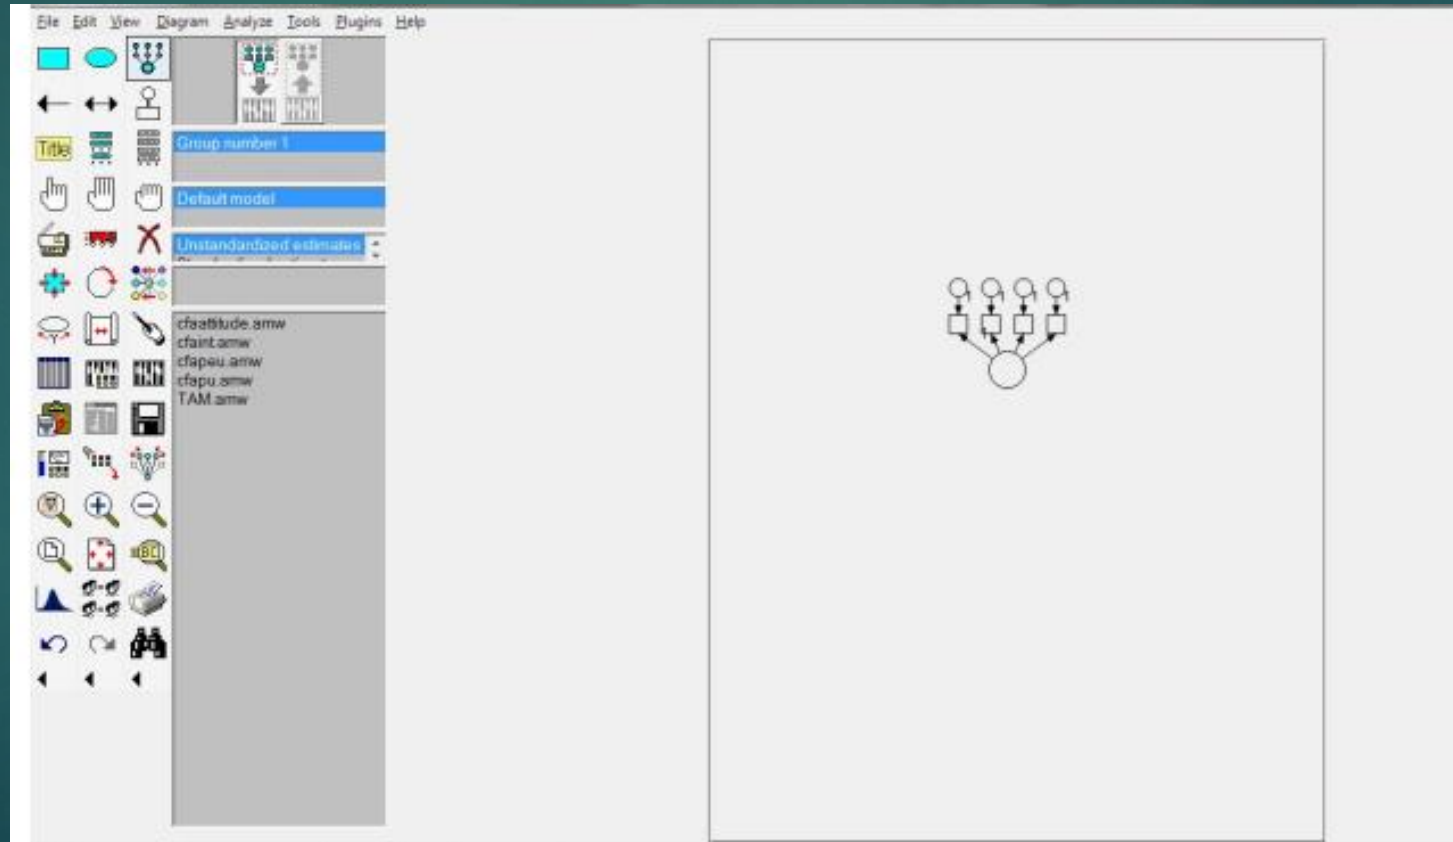 File Edit View Diagram Analyze Tools Plugins Help
Title
Group number 1
Default model
Unstandardized estimates
cfaattitude.amw
cfaint.amw
cfapeu.amw
cfapu.amw
TAM.amw